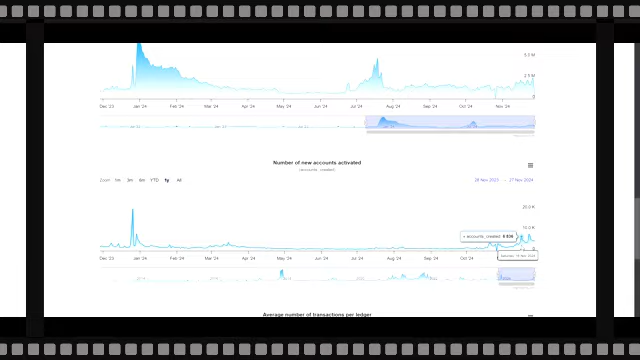 5.0 M
2.5 M
0
Dec '23 Jan '24 Feb '24 Mar '24 Apr '24 May '24 Jun '24 Jul '24 Aug '24 Sep '24 Oct '24 Nov '24
Number of new accounts activated
(accounts_created)
Zoom 1m 3m 6m YTD 1y All
28 Nov 2023 → 27 Nov 2024
20.0 K
10.0 K
accounts_created:
0
Dec '23 Jan '24 Feb '24 Mar '24 Apr '24 May '24 Jun '24 Jul '24 Aug '24 Sep '24 Oct '24
Average number of transactions per ledger